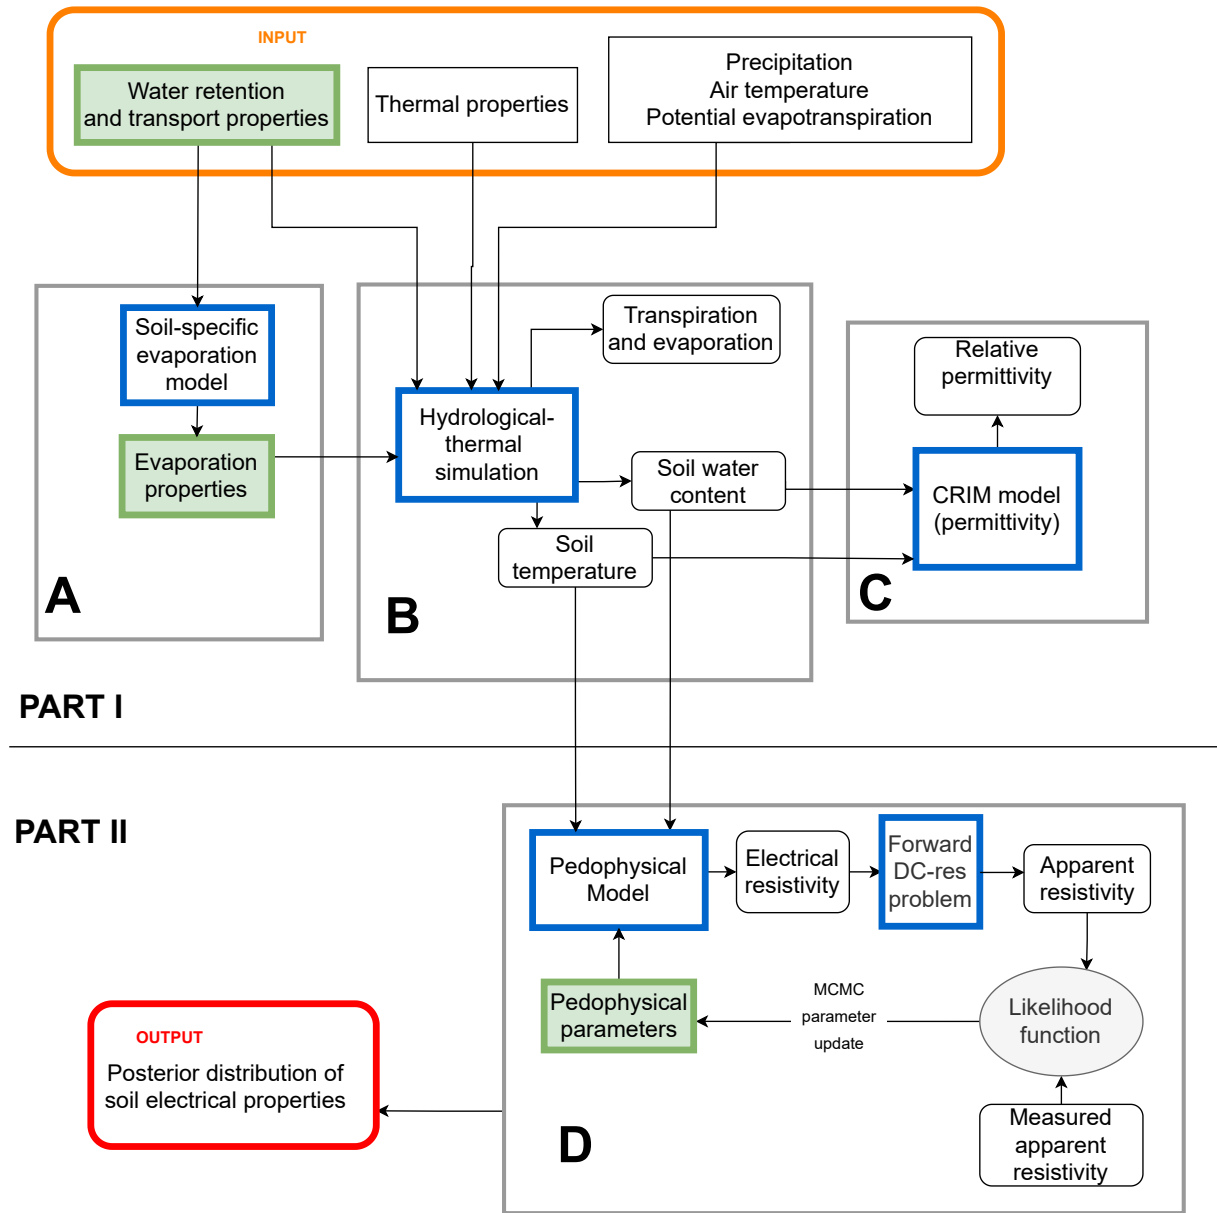 INPUT
Water retention
and transport properties
Thermal properties
Precipitation
Air temperature
Potential evapotranspiration
Soil-specific
evaporation
model
Evaporation
properties
A
Transpiration
and evaporation
Hydrological-
thermal
simulation
Soil water
content
Soil
temperature
B
Relative
permittivity
CRIM model
(permittivity)
C
PART I
PART II
Pedophysical
Model
Electrical
resistivity
Forward
DC-res
problem
Apparent
resistivity
Pedophysical
parameters
MCMC
parameter
update
Likelihood
function
Measured
apparent
resistivity
D
OUTPUT
Posterior distribution of
soil electrical properties